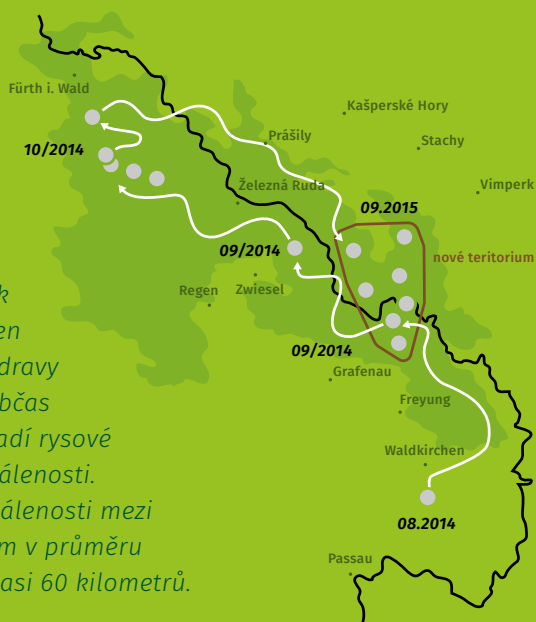 Fürth i. Wald
Kašperské Hory
10/2014
Prášily
Stachy
Železná Ruda
Vimperk
09.2015
09/2014
nové teritorium
Regen
Zwiesel
k
en
dravy
občas
adí rysové
álenosti.
álenosti mezi
m v průměru
asi 60 kilometrů.
09/2014
Grafenau
Freyung
Waldkirchen
08.2014
Passau